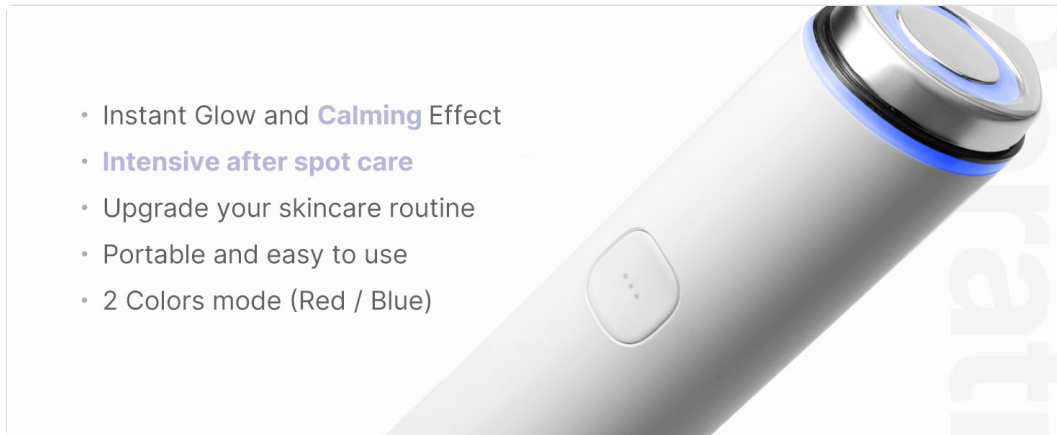 • Instant Glow and Calming Effect
• Intensive after spot care
• Upgrade your skincare routine
• Portable and easy to use
• 2 Colors mode (Red / Blue)